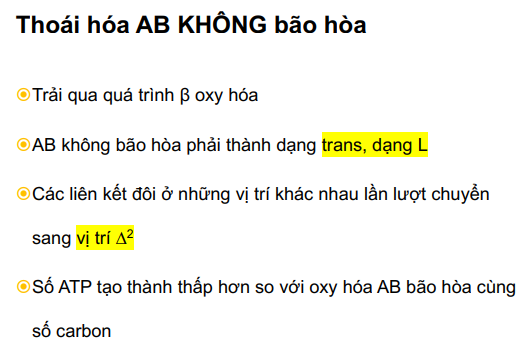 Thoái hóa AB KHÔNG bão hòa
Trải qua quá trình β oxy hóa
AB không bão hòa phải thành dạng trans, dạng L
Các liên kết đôi ở những vị trí khác nhau lần lượt chuyển
sang vị trí Δ²
Số ATP tạo thành thấp hơn so với oxy hóa AB bão hòa cùng
số carbon